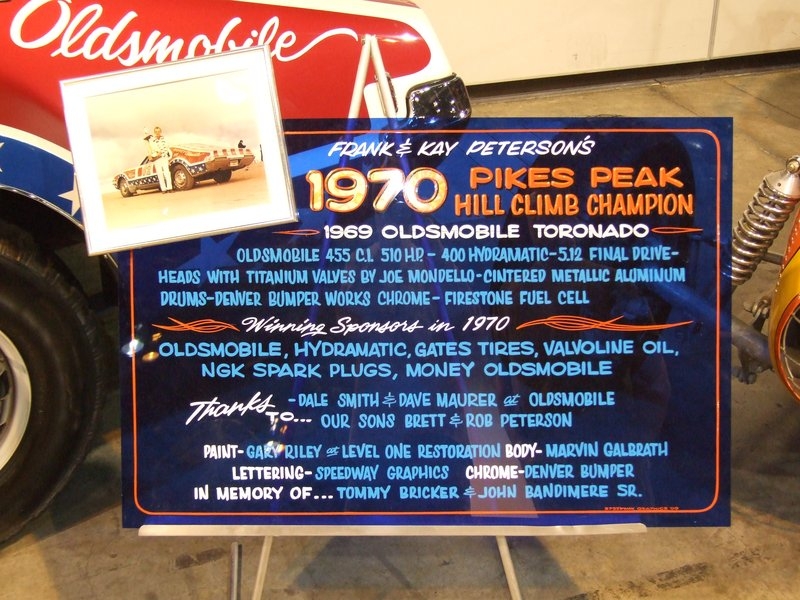 Oldsmobile
FRANK & KAY PETERSON'S
1970 PIKES PEAK
HILL CLIMB CHAMPION
1969 OLDSMOBILE TORONADO
OLDSMOBILE 455 C.I. 510 H.P. - 400 HYDRAMATIC - 5.12 FINAL DRIVE-
HEADS WITH TITANIUM VALVES BY JOE MONDELLO - CINTERED METALLIC ALUMINUM
DRUMS - DENVER BUMPER WORKS CHROME - FIRESTONE FUEL CELL
Winning Sponsors in 1970
OLDSMOBILE, HYDRAMATIC, GATES TIRES, VALVOLINE OIL,
NGK SPARK PLUGS, MONEY OLDSMOBILE
Thanks TO... -DALE SMITH & DAVE MAURER at OLDSMOBILE
OUR SONS BRETT & ROB PETERSON
PAINT- GARY RILEY at LEVEL ONE RESTORATION BODY- MARVIN GALBRATH
LETTERING- SPEEDWAY GRAPHICS CHROME- DENVER BUMPER
IN MEMORY OF... TOMMY BRICKER & JOHN BANDIMERE SR.